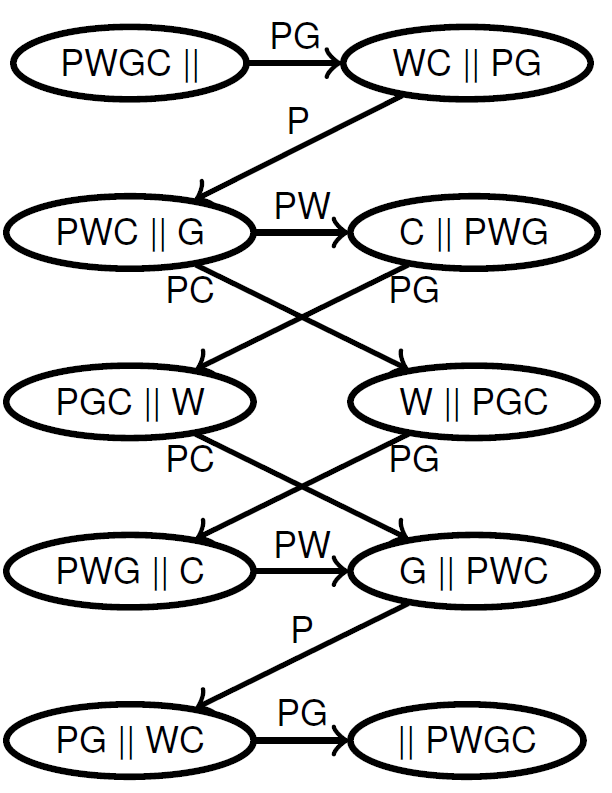 PG
PWGC || WC || PG
P
PW
PWC || G C || PWG
PC PG
PGC || W W || PGC
PC PG
PW
PWG || C G || PWC
P
PG
PG || WC || PWGC